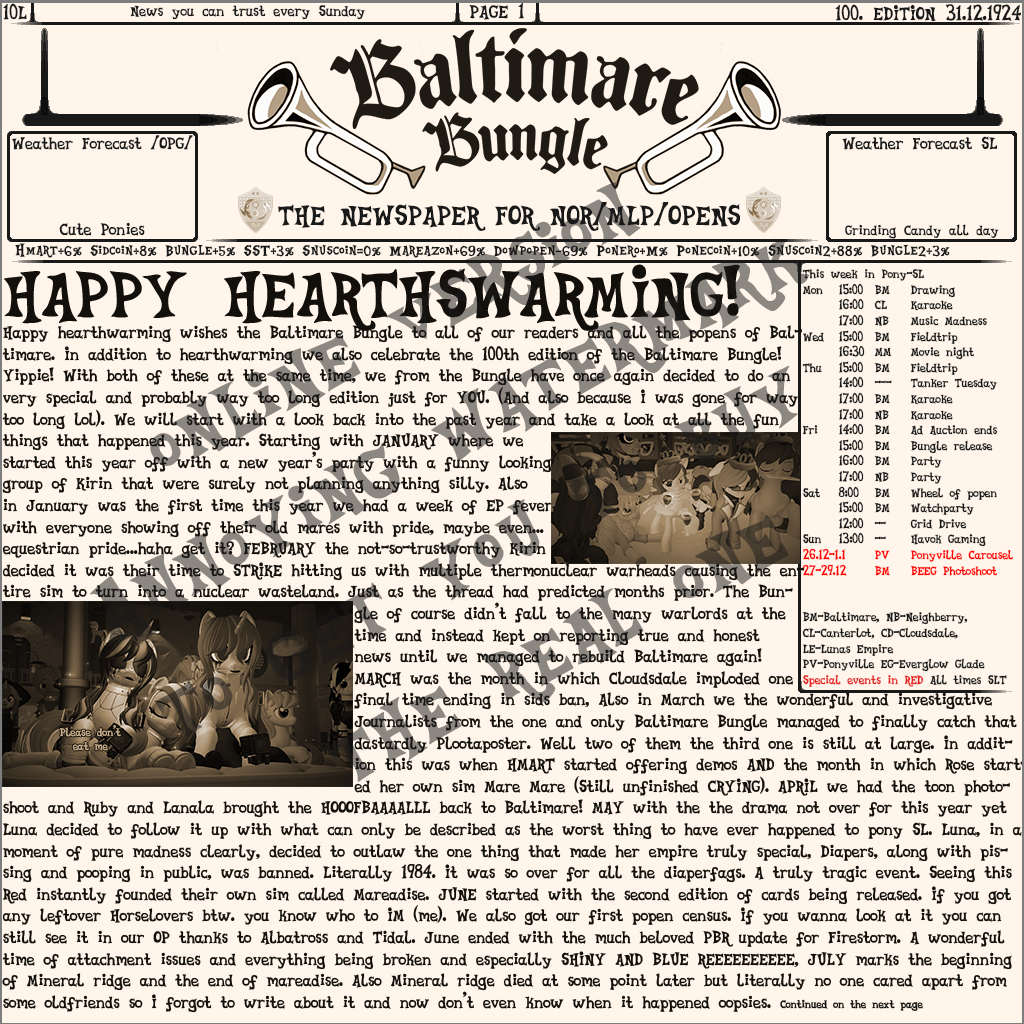 10L
News you can trust every Sunday
PAGE 1
100. EDITION 31.12.1924
Baltimare
Bungle
Weather Forecast /OPG/
Cute Ponies
Weather Forecast SL
Grinding Candy all day
THE NEWSPAPER FOR NOR/MLP/OPENS
HMART+6% SIDCOIN+8% BUNGLE+5% SST+3% SNUSCOIN=0% MAREAZON+69% DOWPOPEN-69% PONERO+M% PONECOIN+10% SNUSCOIN2+88% BUNGLE2+3%
HAPPY HEARTHSWARMING!
Happy hearthwarming wishes the Baltimare Bungle to all of our readers and all the popens of Bal-
timare. in addition to hearthwarming we also celebrate the 100th edition of the Baltimare Bungle!
Yippie! With both of these at the same time, we from the Bungle have once again decided to do an
very special and probably way too long edition just for YOU. (And also because i was gone for way
too long lol). We will start with a look back into the past year and take a look at all the fun
things that happened this year. Starting with JANUARY where we
started this year off with a new year's party with a funny looking
group of Kirin that were surely not planning anything silly. Also
in January was the first time this year we had a week of EP fever
with everyone showing off their old mares with pride, maybe even...
equestrian pride...haha get it? FEBRUARY the not-so-trustworthy Kirin
decided it was their time to STRIKE hitting us with multiple thermonuclear warheads causing the en-
tire sim to turn into a nuclear wasteland. Just as the thread had predicted months prior. The Bun-
gle of course didn't fall to the many warlords at the
time and instead kept on reporting true and honest
news until we managed to rebuild Baltimare again!
MARCH was the month in which Cloudsdale imploded one
final time ending in sids ban, Also in March we the wonderful and investigative
Journalists from the one and only Baltimare Bungle managed to finally catch that
dastardly Plootaposter. Well two of them the third one is still at large. in addit-
ion this was when HMART started offering demos AND the month in which Rose start
ed her own sim Mare Mare (Still unfinished CRYING). APRIL we had the toon photo-
shoot and Ruby and Lanala brought the HOOOFBAAAALLL back to Baltimare! MAY with the the drama not over for this year yet
Luna decided to follow it up with what can only be described as the worst thing to have ever happened to pony SL. Luna, in a
moment of pure madness clearly, decided to outlaw the one thing that made her empire truly special, Diapers, along with pis-
sing and pooping in public, was banned. Literally 1984. it was so over for all the diaperfags. A truly tragic event. Seeing this
Red instantly founded their own sim called Mareadise. JUNE started with the second edition of cards being released. if you got
any leftover Horselovers btw. you know who to iM (me). We also got our first popen census. if you wanna look at it you can
still see it in our OP thanks to Albatross and Tidal. June ended with the much beloved PBR update for Firestorm. A wonderful
time of attachment issues and everything being broken and especially SHINY AND BLUE REEEEEEEEEE, JULY marks the beginning
of Mineral ridge and the end of mareadise. Also Mineral ridge died at some point later but literally no one cared apart from
some oldfriends so i forgot to write about it and now don't even know when it happened oopsies. Continued on the next page
Please don't
eat me
This week in Pony-SL
Mon 15:00 BM Drawing
16:00 CL Karaoke
17:00 NB Music Madness
Wed 15:00 BM Fieldtrip
16:30 MM Movie night
Thu 15:00 BM Fieldtrip
14:00 --- Tanker Tuesday
17:00 BM Karaoke
17:00 NB Karaoke
Fri 14:00 BM Ad Auction ends
15:00 BM Bungle release
16:00 BM Party
17:00 NB Party
Sat 8:00 BM Wheel of popen
15:00 BM Watchparty
12:00 -- Grid Drive
Sun 13:00 -- Havok Gaming
26.12-1.1 PV Ponyville Carousel
27-29.12 BM BEEG Photoshoot
BM-Baltimare, NB-Neighberry,
CL-Canterlot, CD-Cloudsdale,
LE-Lunas Empire
PV-Ponyville EG-Everglow Glade
Special events in RED All times SLT
ONLINE VERSION
ANNOYING WATERMARK
BUY
THE REAL ONE